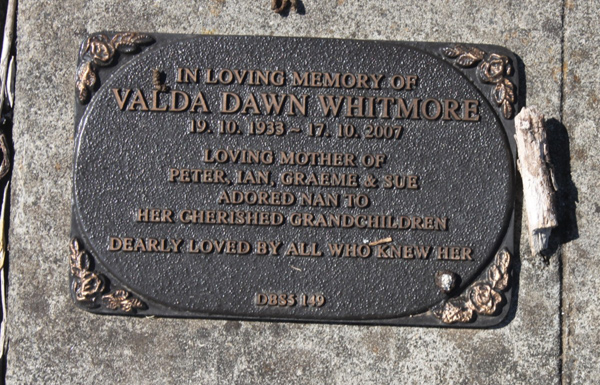 IN LOVING MEMORY OF
VALDA DAWN WHITMORE
19. 10. 1933 ~ 17. 10. 2007
LOVING MOTHER OF
PETER, IAN, GRAEME & SUE
ADORED NAN TO
HER CHERISHED GRANDCHILDREN
DEARLY LOVED BY ALL WHO KNEW HER
DBS5 149